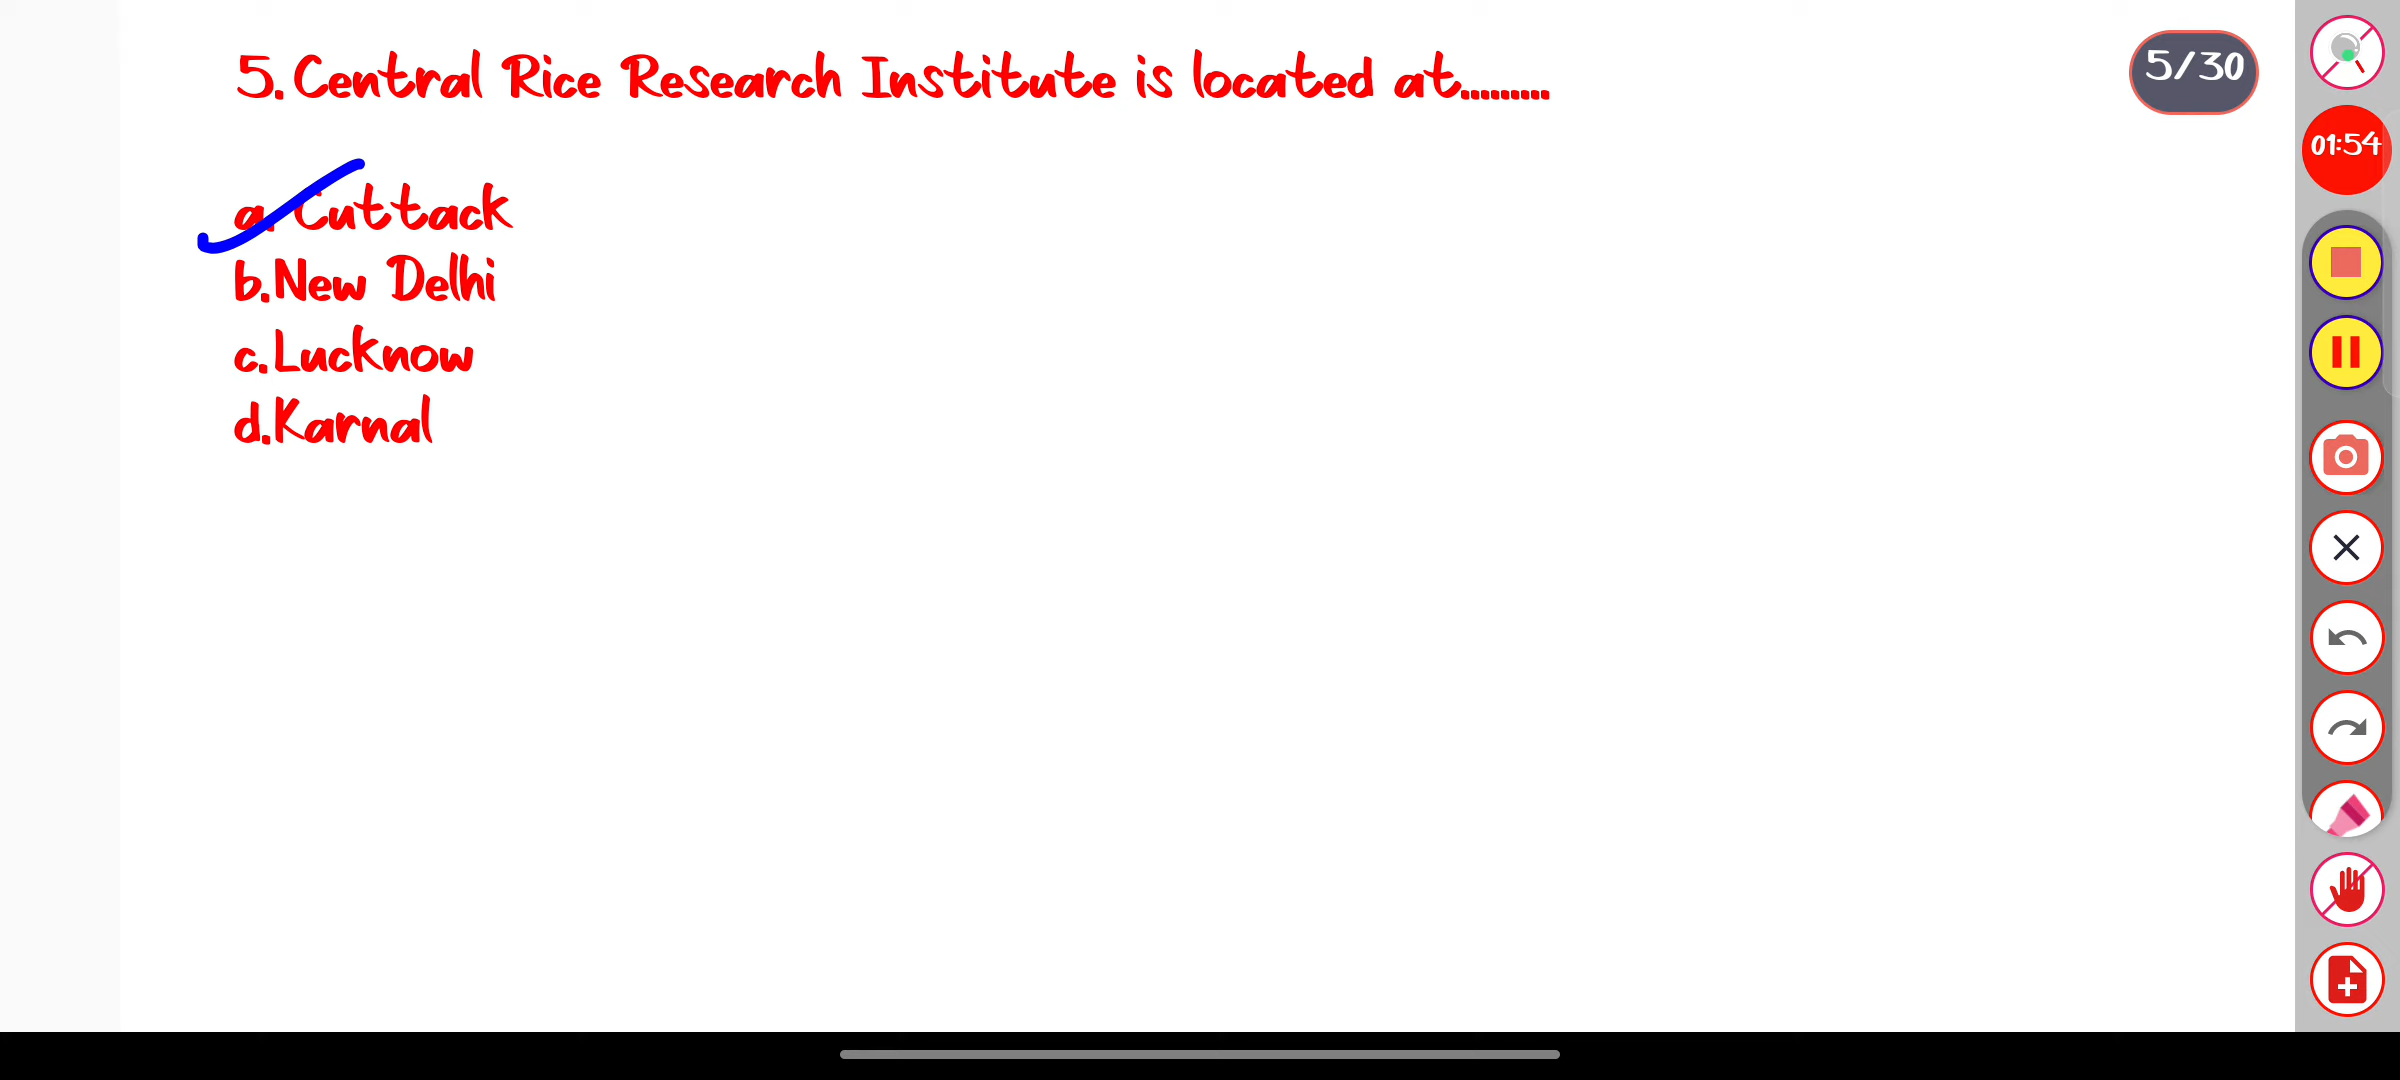 5.Central Rice Research Institute is located at.........
5/30
01:54
a. Cuttack
b.New Delhi
c.Lucknow
d.Karnal